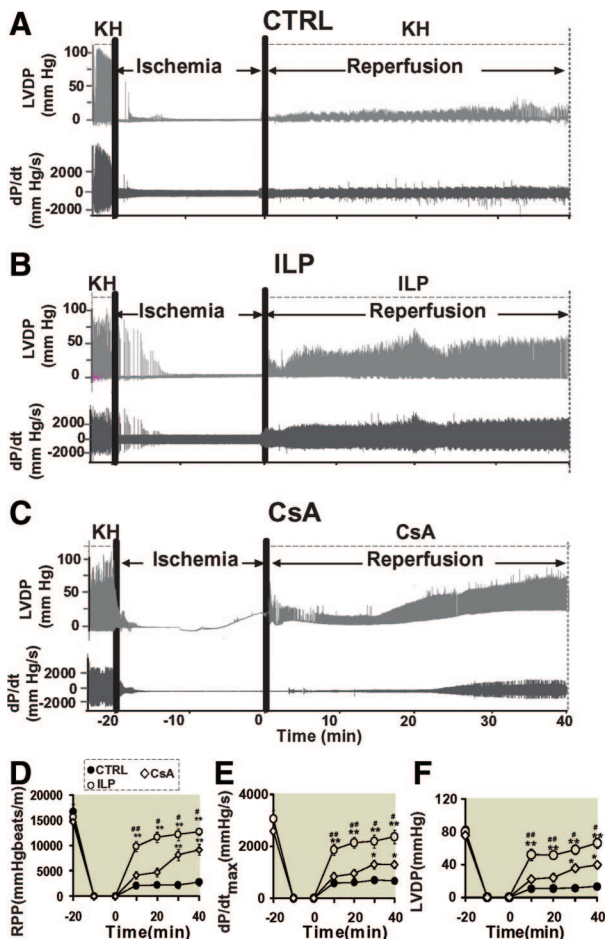 A CTRL
KH KH
Ischemia Reperfusion
LVDP
(mm Hg)
100
50
0
dP/dt
(mm Hg/s)
2000
0
-2000
B ILP
KH ILP
Ischemia Reperfusion
LVDP
(mm Hg)
100
50
0
dP/dt
(mm Hg/s)
2000
0
-2000
C CsA
KH CsA
Ischemia Reperfusion
LVDP
(mm Hg)
100
50
0
dP/dt
(mm Hg/s)
2000
0
-2000
-20 -10 0 10 20 30 40
Time (min)
D
CTRL CsA
ILP
RPP(mmHgbeats/m)
20000
15000
10000
5000
0
## # # #
** ** ** **
** **
-20 0 20 40
Time(min)
E
dP/dtmax(mmHg/s)
4000
2000
0
## ## # #
** ** ** **
* *
-20 0 20 40
Time(min)
F
LVDP(mmHg)
120
80
40
0
## ## # #
** ** ** **
* *
-20 0 20 40
Time(min)